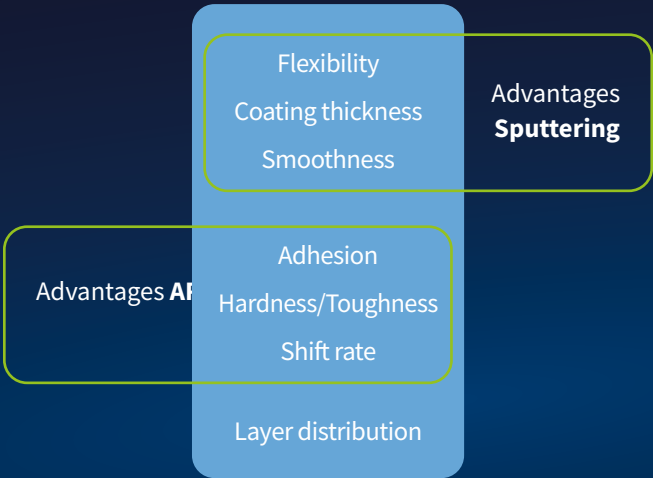 Flexibility
Coating thickness
Smoothness
Advantages
Sputtering
Adhesion
Advantages
Hardness/Toughness
Shift rate
Layer distribution